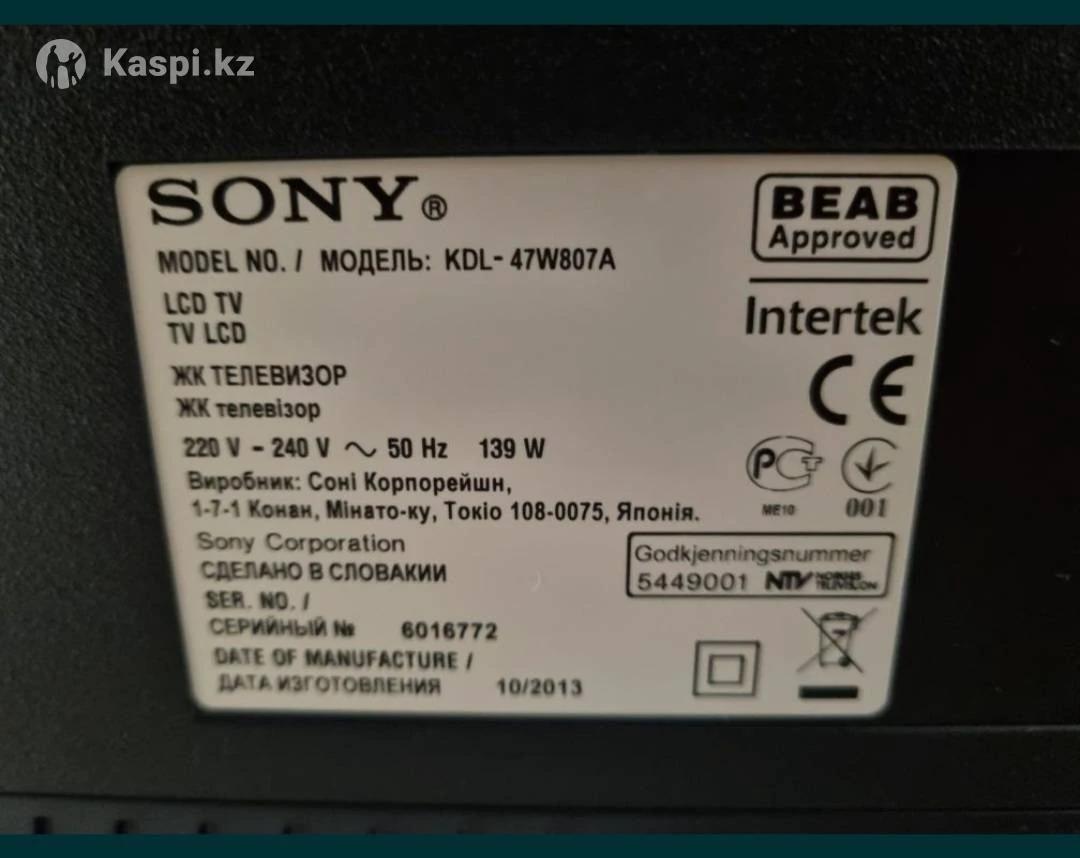 Kaspi.kz
SONY®
MODEL NO. / МОДЕЛЬ: KDL- 47W807A
LCD TV
TV LCD
ЖК ТЕЛЕВИЗОР
ЖК телевізор
220 V - 240 V ~ 50 Hz 139 W
Виробник: Соні Корпорейшн,
1-7-1 Конан, Мінато-ку, Токіо 108-0075, Японія.
Sony Corporation
СДЕЛАНО В СЛОВАКИИ
SER. NO. /
СЕРИЙНЫЙ № 6016772
DATE OF MANUFACTURE /
ДАТА ИЗГОТОВЛЕНИЯ 10/2013
BEAB
Approved
Intertek
CE
РСТ
ME10
001
Godkjenningsnummer
5449001 NTV NORGES
TELEVISJON